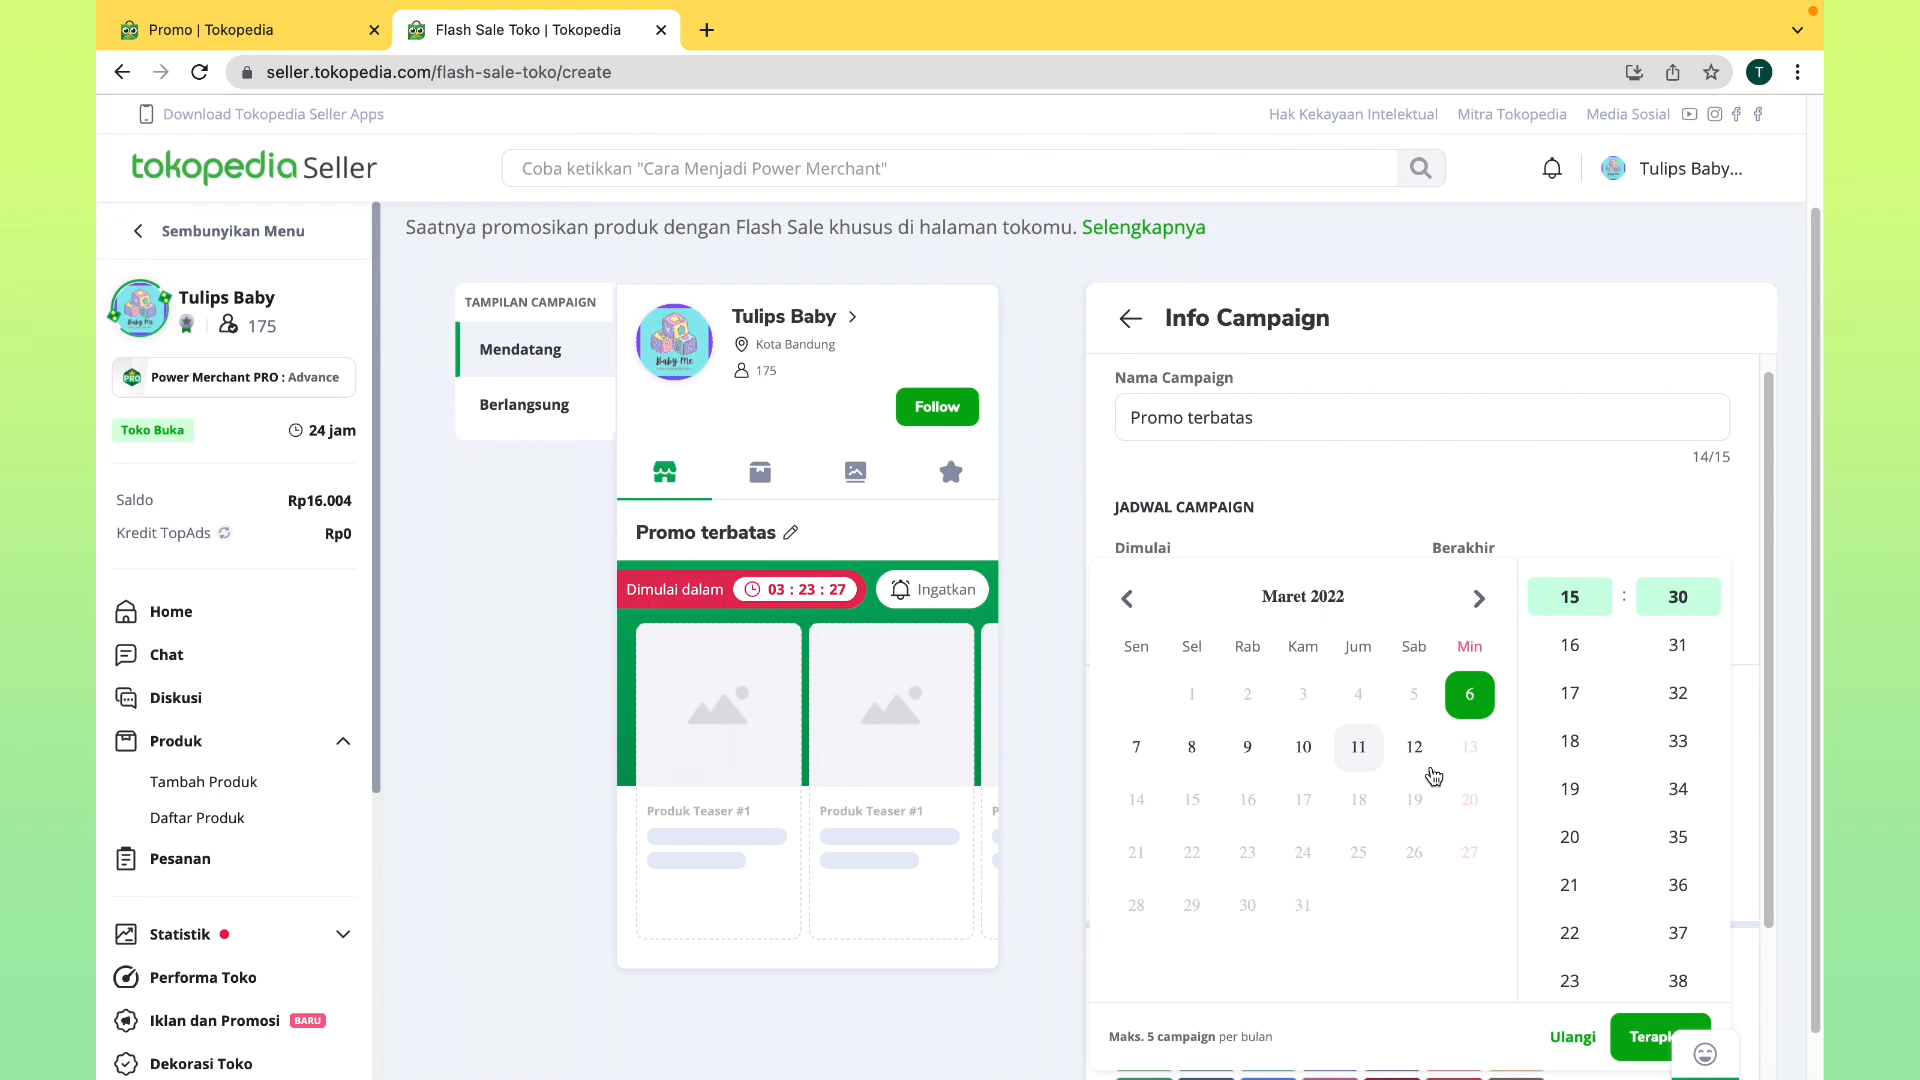 Promo | Tokopedia
Flash Sale Toko | Tokopedia
seller.tokopedia.com/flash-sale-toko/create
T
Download Tokopedia Seller Apps
Hak Kekayaan Intelektual
Mitra Tokopedia
Media Sosial
tokopedia Seller
Coba ketikkan "Cara Menjadi Power Merchant"
Tulips Baby...
Sembunyikan Menu
Tulips Baby
175
PRO Power Merchant PRO : Advance
Toko Buka
24 jam
Saldo Rp16.004
Kredit TopAds Rp0
Home
Chat
Diskusi
Produk
Tambah Produk
Daftar Produk
Pesanan
Statistik
Performa Toko
Iklan dan Promosi BARU
Dekorasi Toko
Saatnya promosikan produk dengan Flash Sale khusus di halaman tokomu. Selengkapnya
TAMPILAN CAMPAIGN
Mendatang
Berlangsung
Baby Me
Tulips Baby
Kota Bandung
175
Follow
Promo terbatas
Dimulai dalam 03 : 23 : 27
Ingatkan
Produk Teaser #1
Produk Teaser #1
P
Info Campaign
Nama Campaign
Promo terbatas
14/15
JADWAL CAMPAIGN
Dimulai Berakhir
Maret 2022
Sen Sel Rab Kam Jum Sab Min
1 2 3 4 5 6
7 8 9 10 11 12 13
14 15 16 17 18 19 20
21 22 23 24 25 26 27
28 29 30 31
15 : 30
16 31
17 32
18 33
19 34
20 35
21 36
22 37
23 38
Maks. 5 campaign per bulan
Ulangi